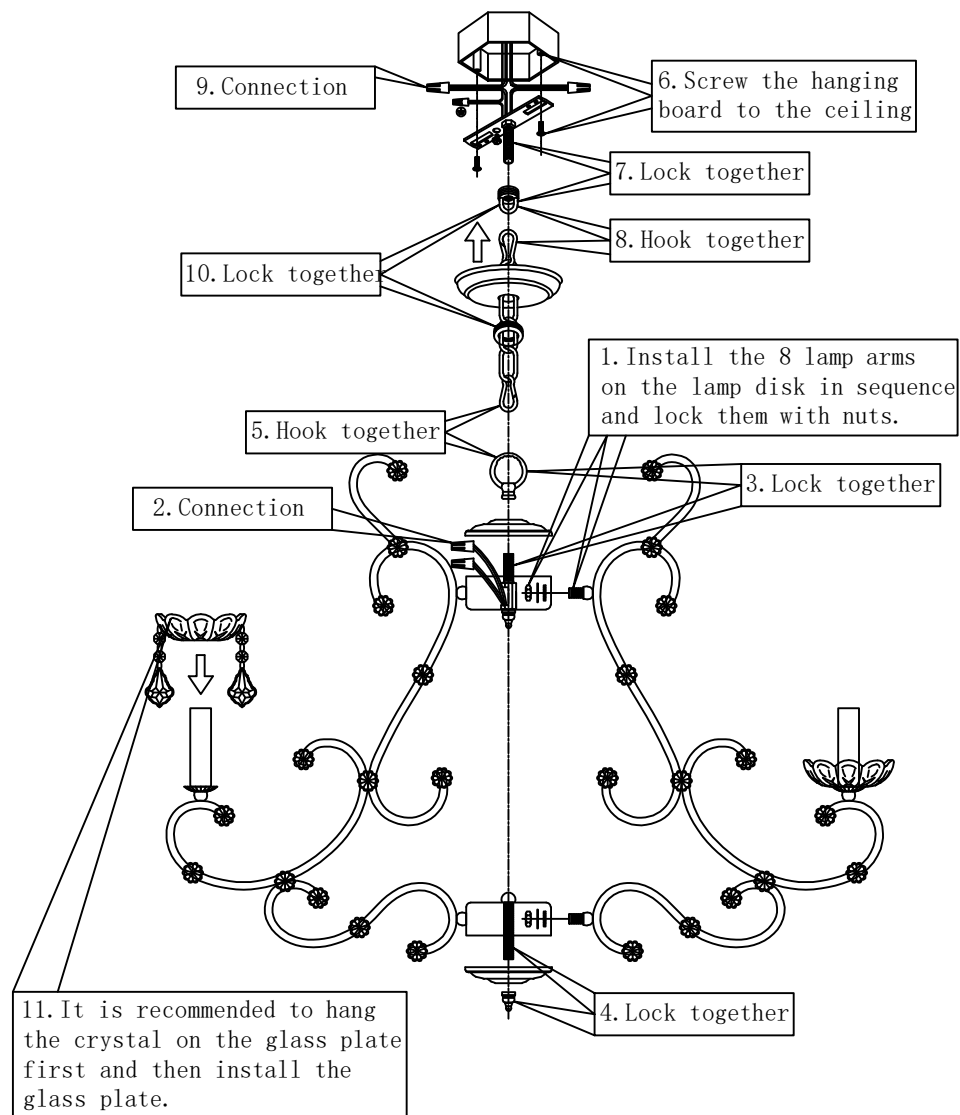 9.Connection
6.Screw the hanging
board to the ceiling
7.Lock together
8.Hook together
10.Lock together
1.Install the 8 lamp arms
on the lamp disk in sequence
and lock them with nuts.
5.Hook together
3.Lock together
2.Connection
4.Lock together
11.It is recommended to hang
the crystal on the glass plate
first and then install the
glass plate.